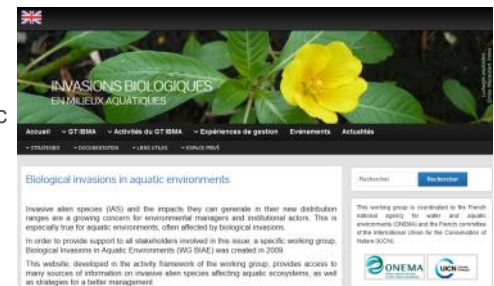 c
INVASIONS BIOLOGIQUES
EN MILIEUX AQUATIQUES
Accueil GT IBMA Activités du GT IBMA Expériences de gestion Evénements Actualités
STRATEGIES DOCUMENTATION LIENS UTILES ESPACE PRIVÉ
Biological invasions in aquatic environments
Invasive alien species (IAS) and the impacts they can generate in their new distribution
ranges are a growing concern for environmental managers and institutional actors. This is
especially true for aquatic environments, often affected by biological invasions.
In order to provide support to all stakeholders involved in this issue, a specific working group,
Biological Invasions in Aquatic Environments (WG BIAE) was created in 2009.
This website, developed in the activity framework of the working group, provides access to
many sources of information on invasive alien species affecting aquatic ecosystems, as well
as strategies for a better management.
Rechercher Rechercher
This working group is coordinated by the French
national agency for water and aquatic
environments (ONEMA) and the French committee
of the International Union for the Conservation of
Nature (IUCN).
ONEMA UICN